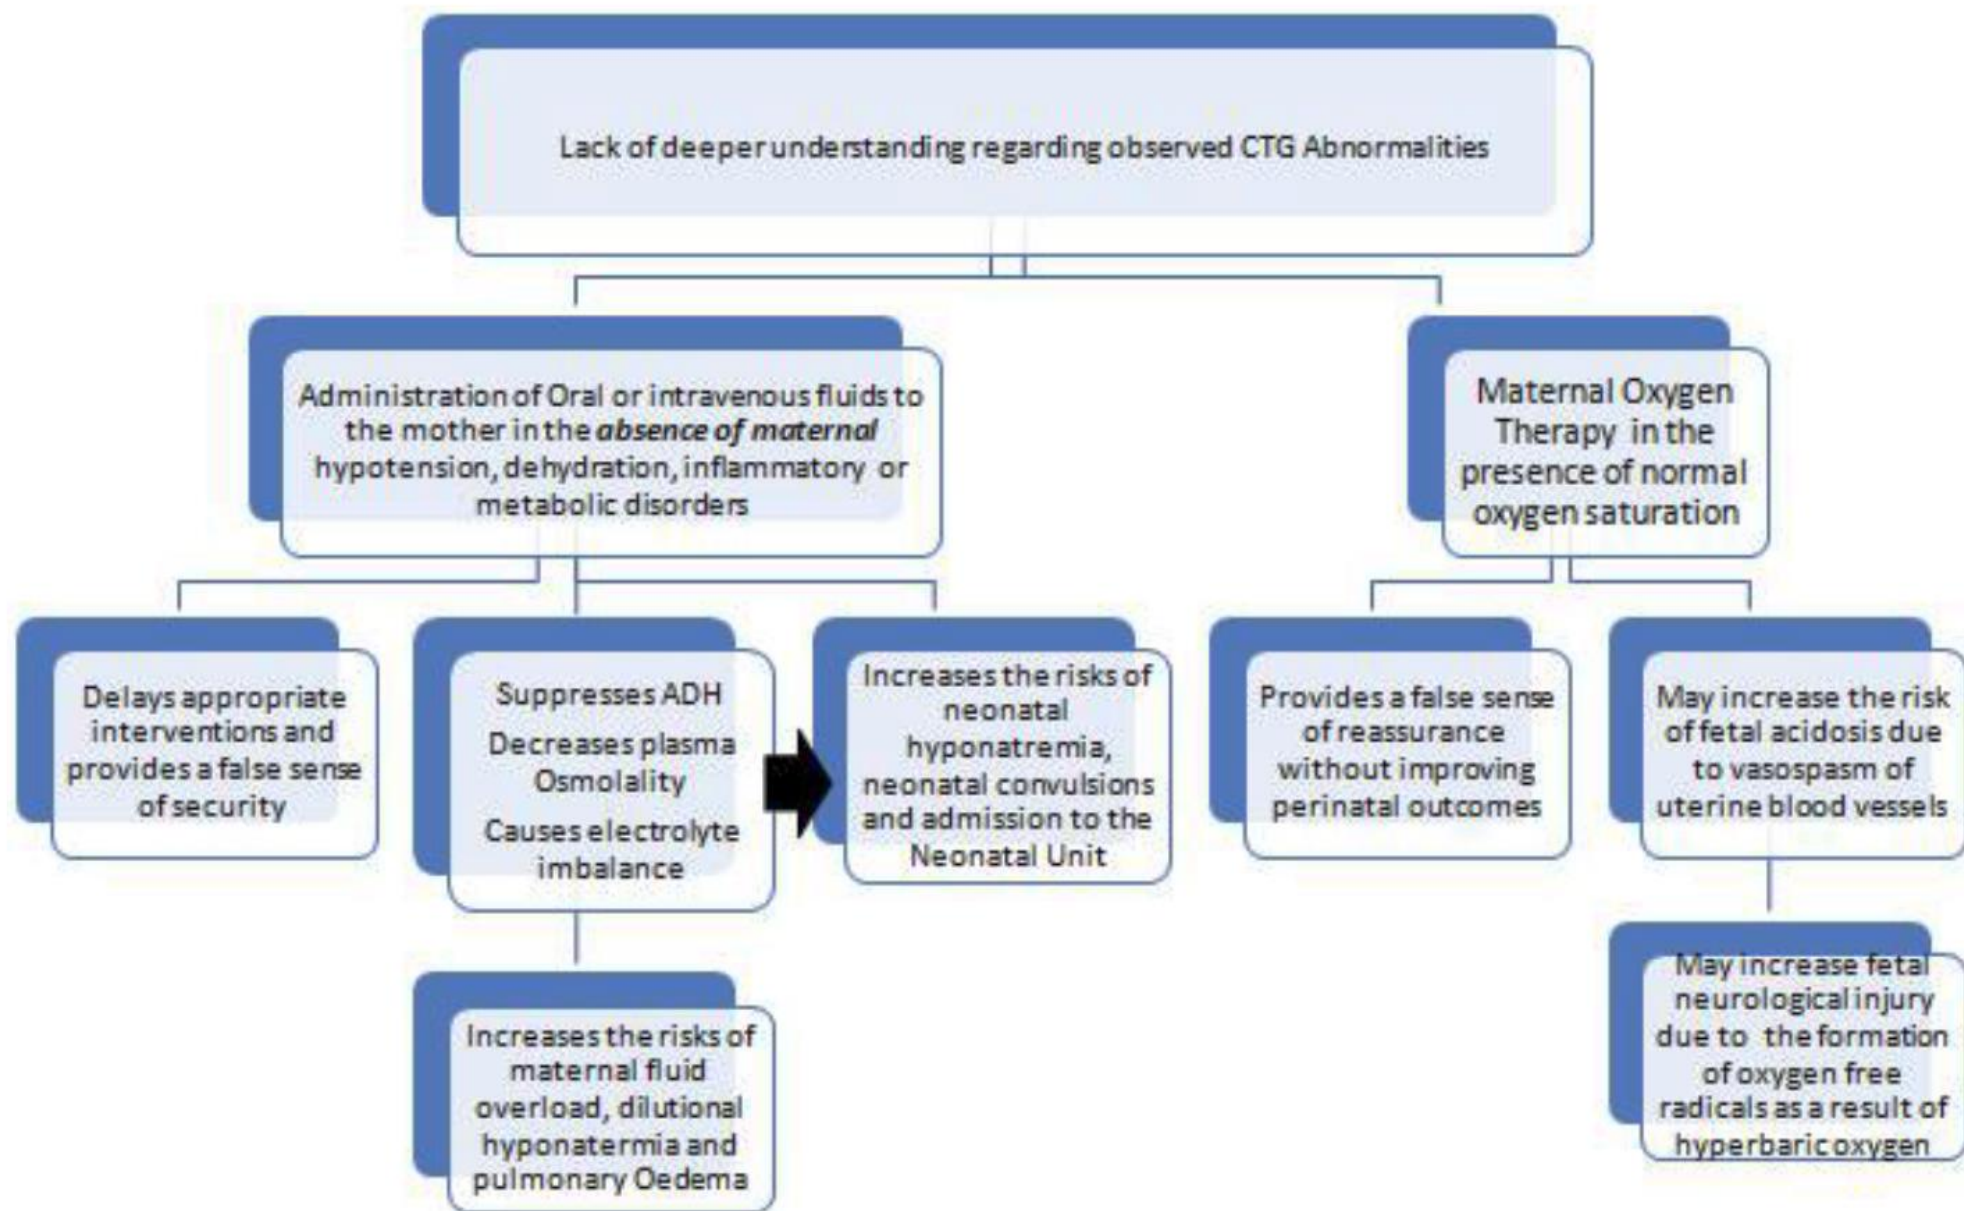 Lack of deeper understanding regarding observed CTG Abnormalities
Administration of Oral or intravenous fluids to
the mother in the absence of maternal
hypotension, dehydration, inflammatory or
metabolic disorders
Maternal Oxygen
Therapy in the
presence of normal
oxygen saturation
Delays appropriate
interventions and
provides a false sense
of security
Suppresses ADH
Decreases plasma
Osmolality
Causes electrolyte
imbalance
Increases the risks of
neonatal
hyponatremia,
neonatal convulsions
and admission to the
Neonatal Unit
Provides a false sense
of reassurance
without improving
perinatal outcomes
May increase the risk
of fetal acidosis due
to vasospasm of
uterine blood vessels
Increases the risks of
maternal fluid
overload, dilutional
hyponatermia and
pulmonary Oedema
May increase fetal
neurological injury
due to the formation
of oxygen free
radicals as a result of
hyperbaric oxygen